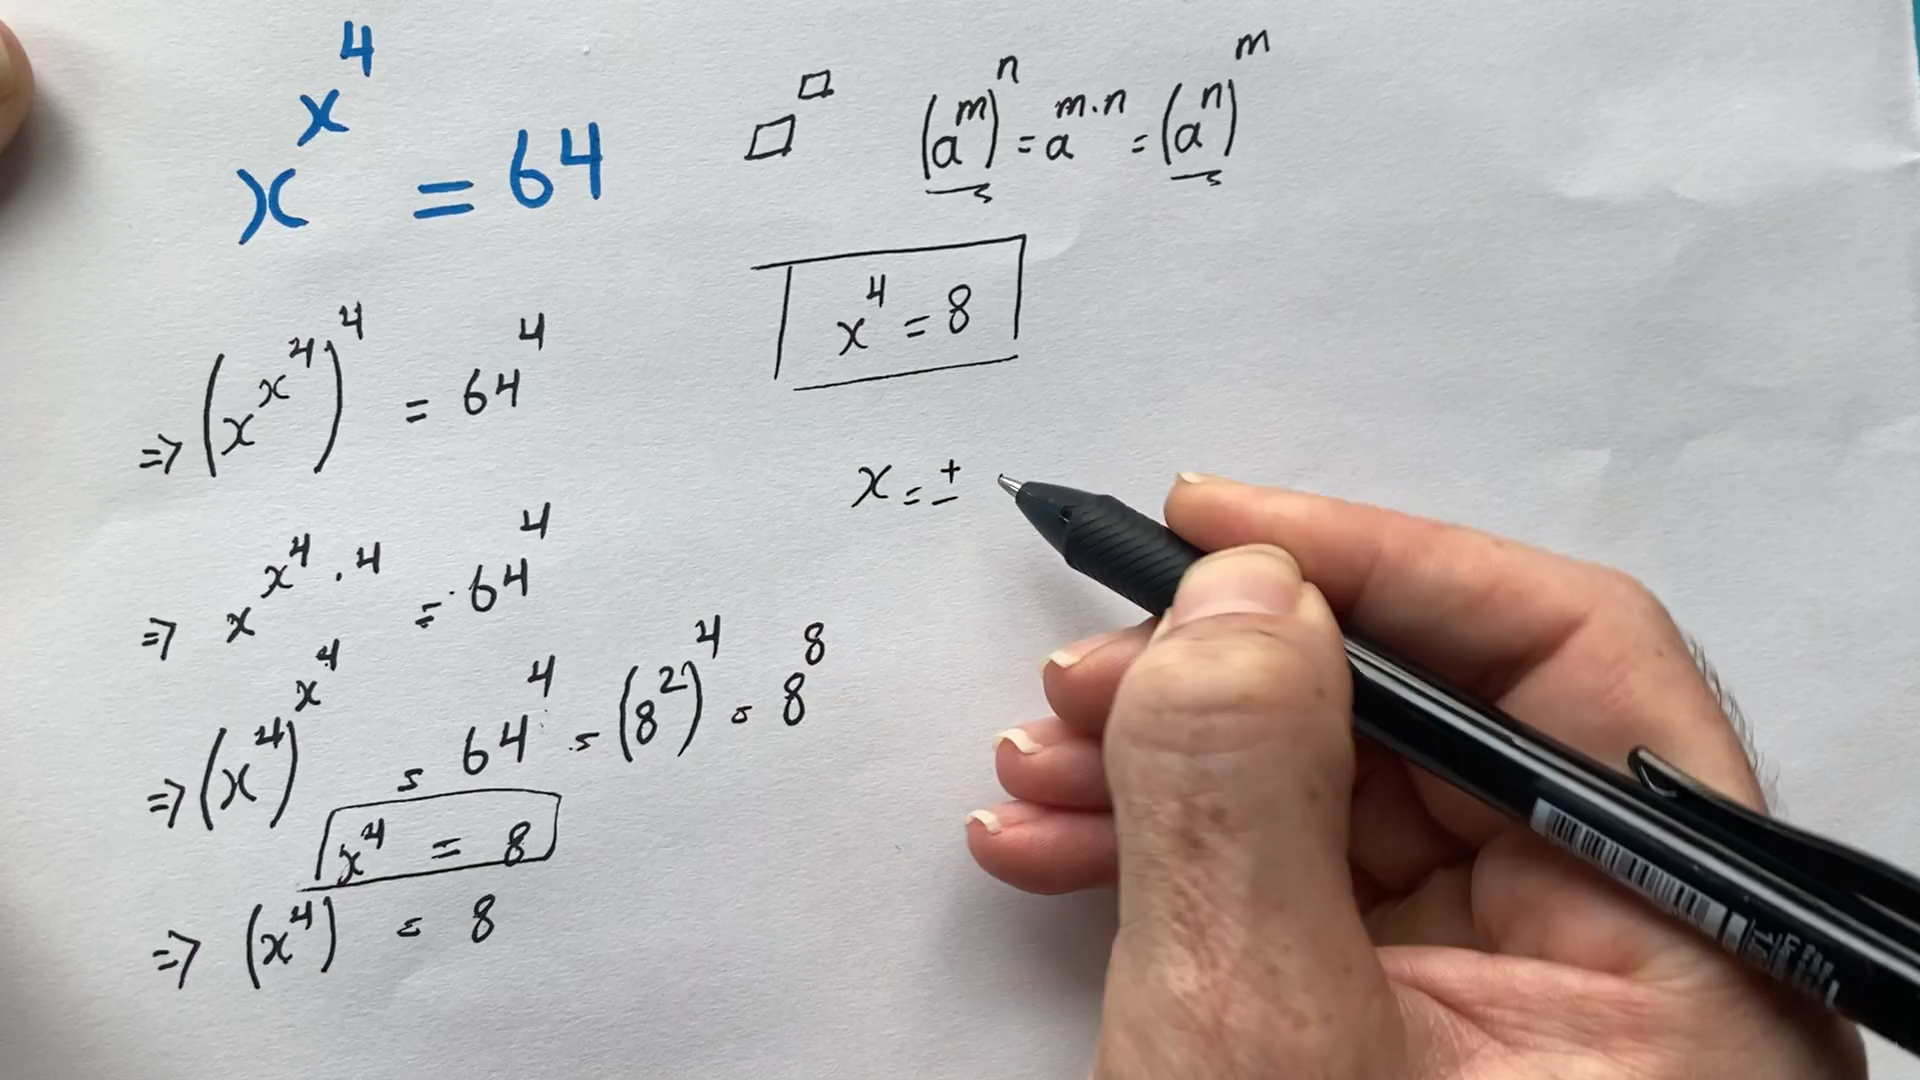 x^{x^4} = 64
□^□ (a^m)^n = a^{m·n} = (a^n)^m
x^4 = 8
=> (x^{x^4})^4 = 64^4
x = ±
=> x^{x^4 · 4} = 64^4
=> (x^4)^{x^4} = 64^4 = (8^2)^4 = 8^8
x^4 = 8
=> (x^4) = 8